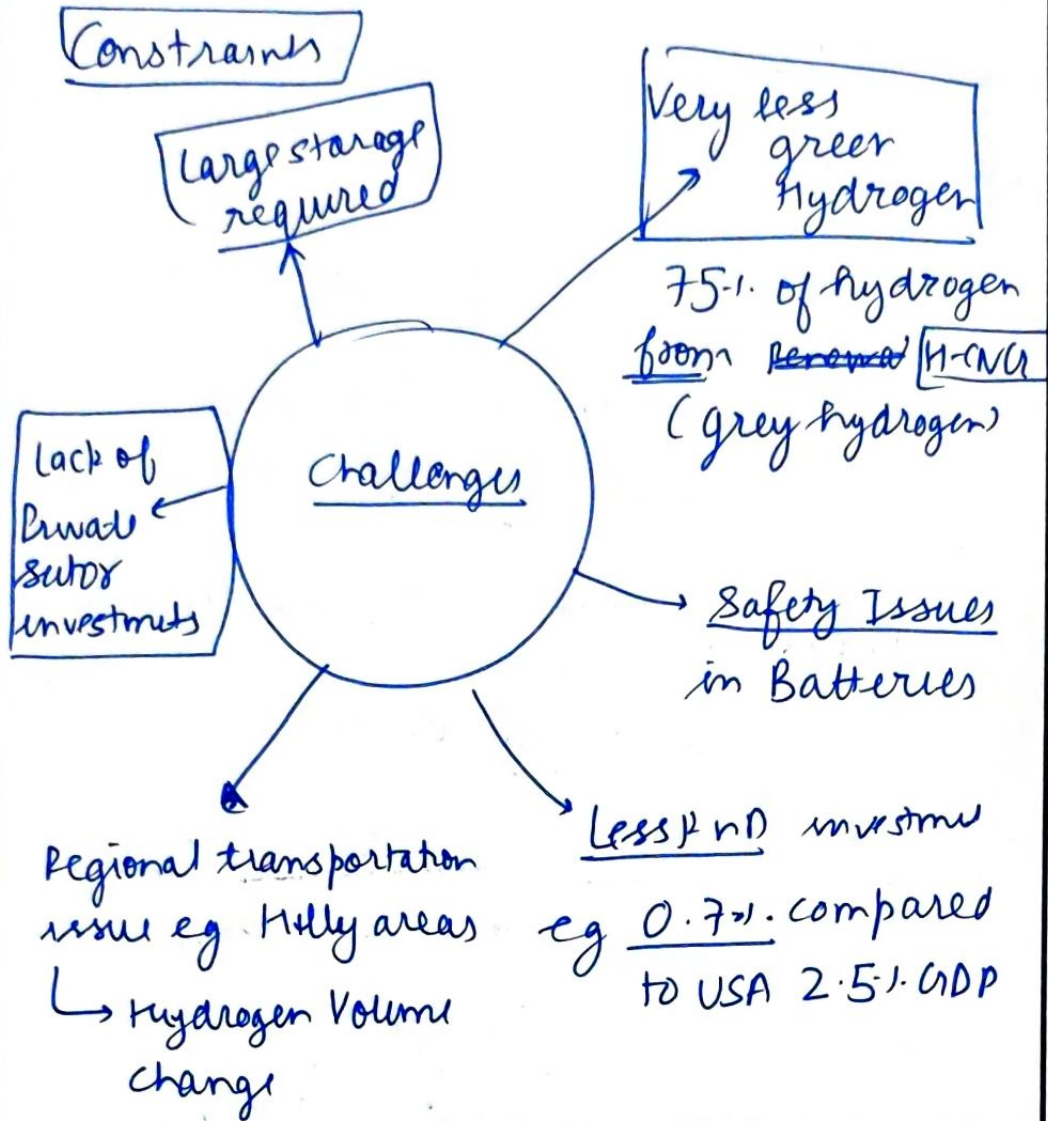 Constraints
Large storage
required
Very less
green
Hydrogen
75% of hydrogen
from Renewa H-CNG
(grey hydrogen)
Challenges
Lack of
Private
sector
investments
Safety Issues
in Batteries
Less R n D investment
eg 0.7% compared
to USA 2.5% GDP
Regional transportation
issue eg. Hilly areas
↳ Hydrogen Volume
change